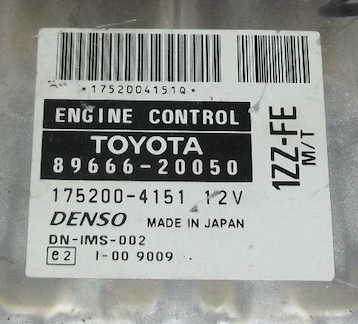 *1752004151Q*
ENGINE CONTROL
TOYOTA
89666-20050
175200-4151 12V
DENSO MADE IN JAPAN
DN-IMS-002
e2 I-00 9009
1ZZ-FE
M/T